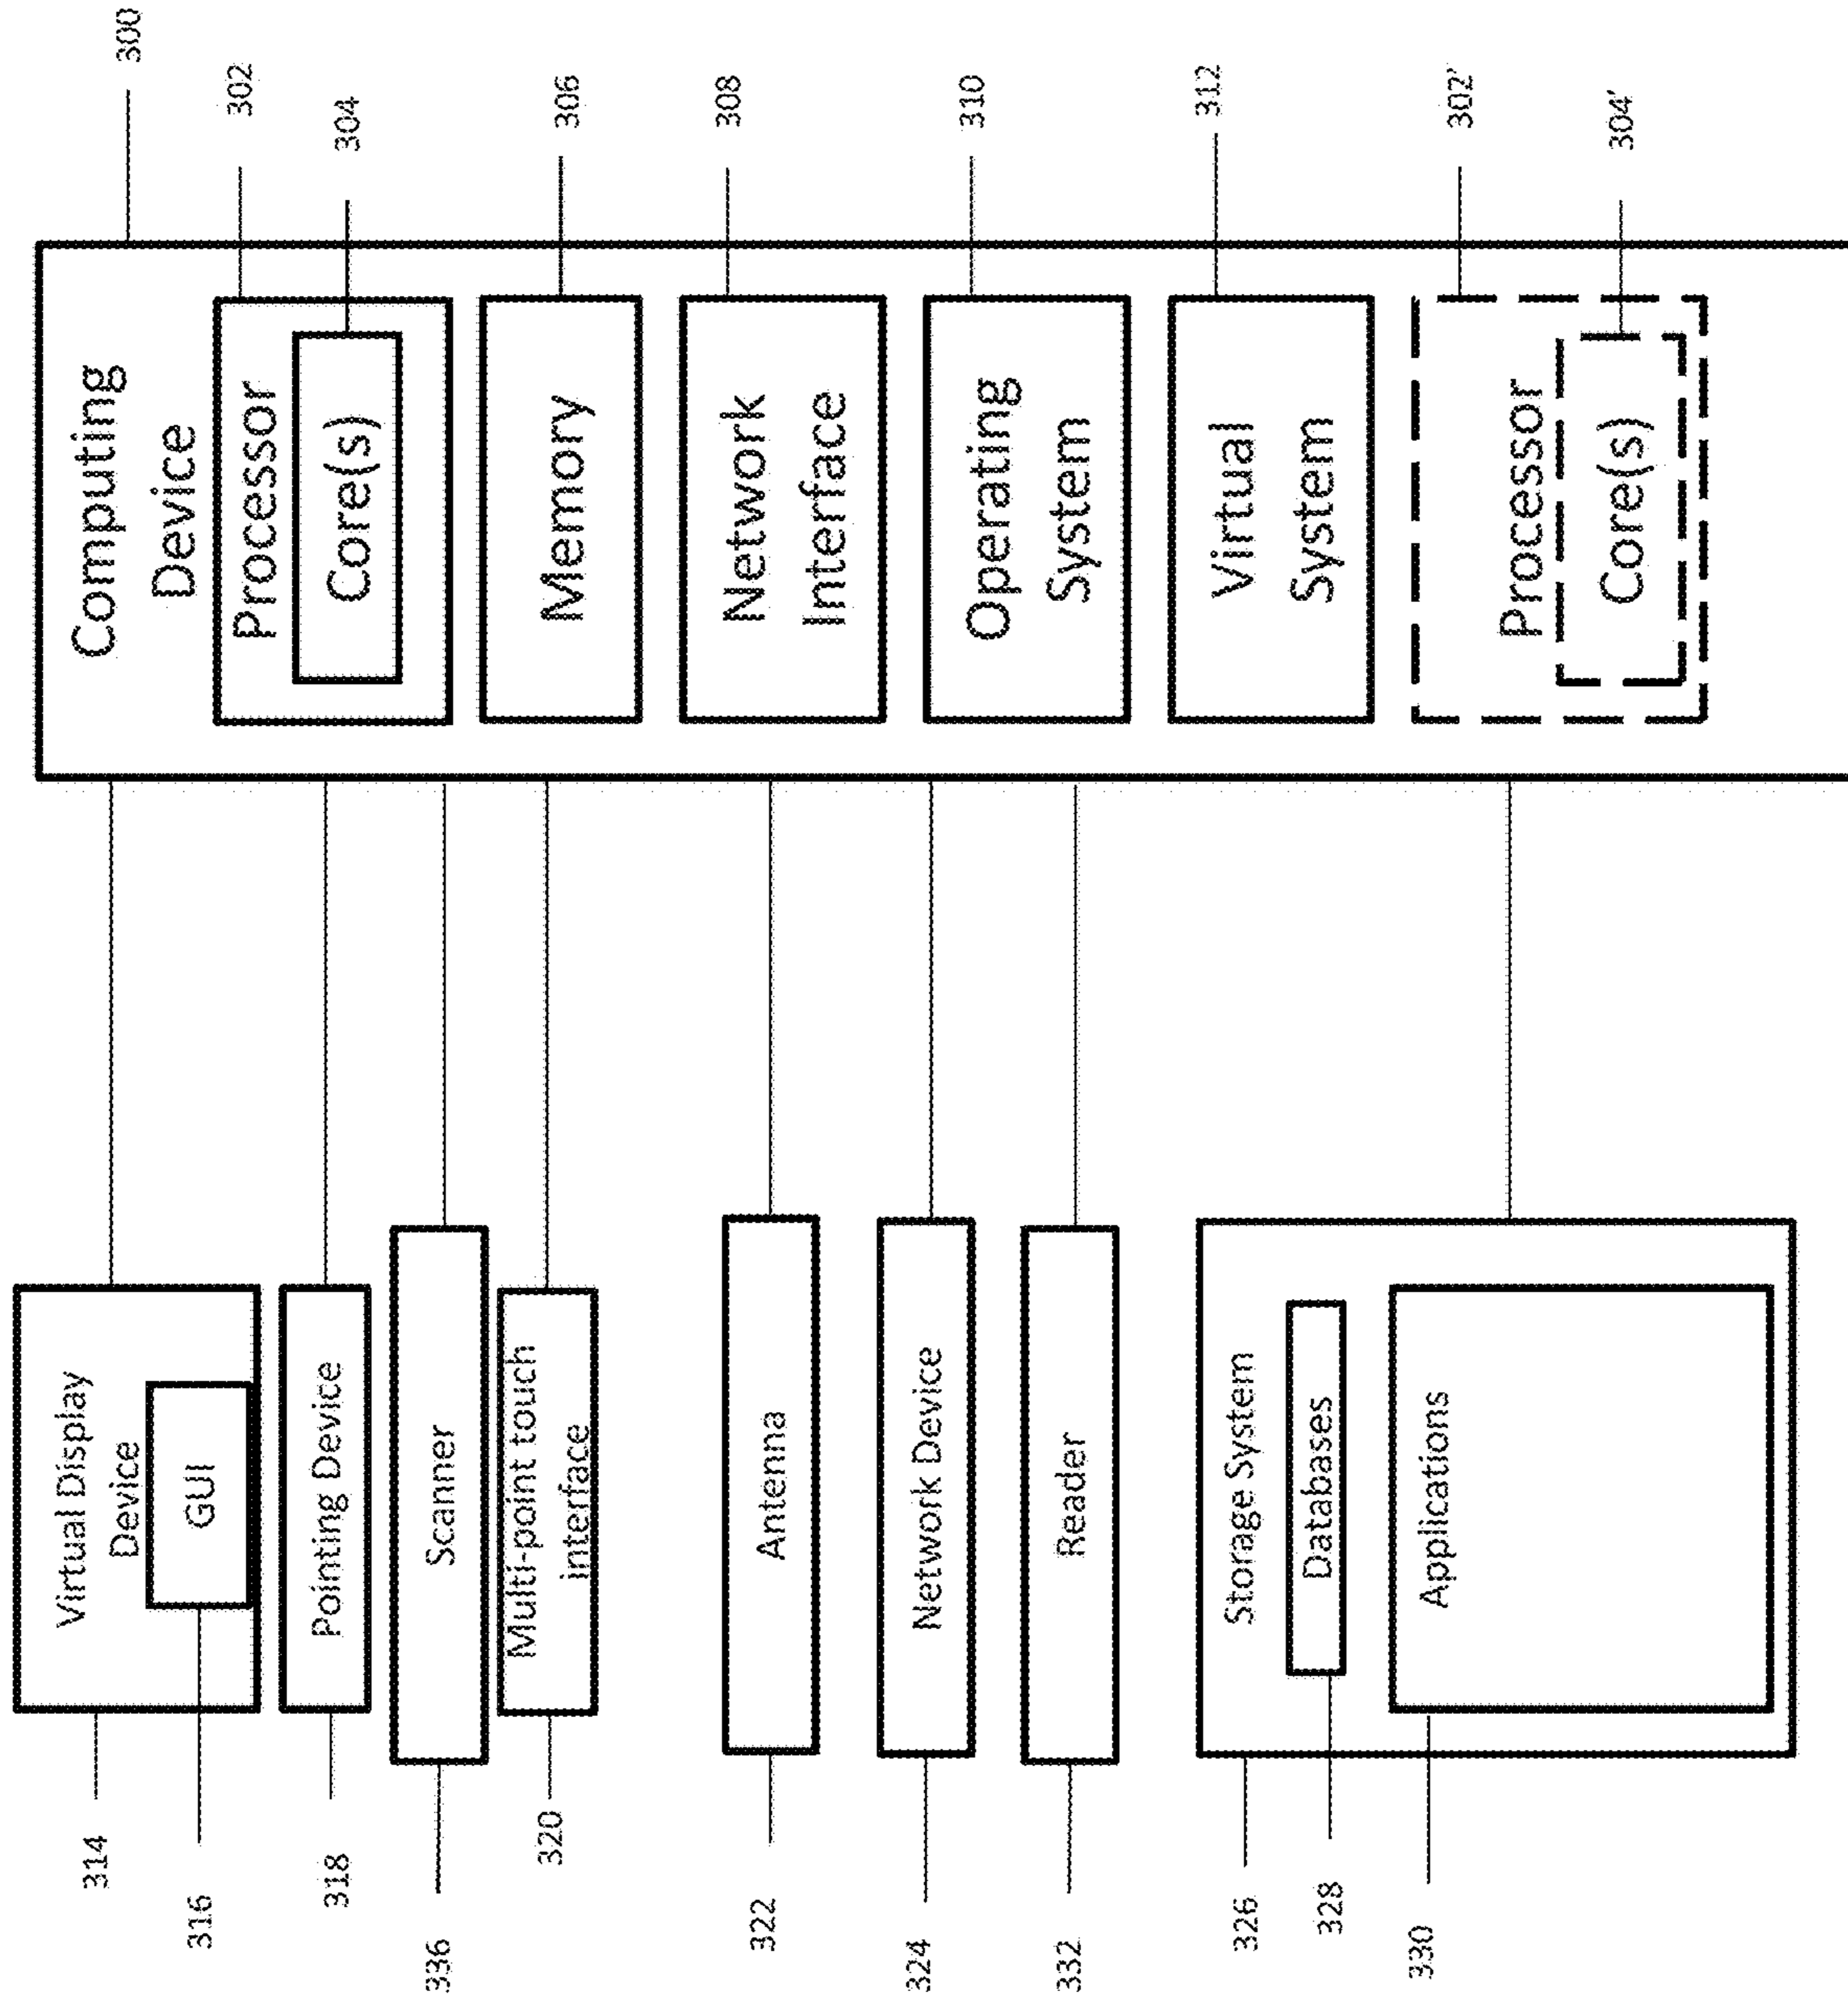 300
302
304
306
308
310
312
302'
304'
Computing
Device
Processor
Core(s)
Memory
Network
Interface
Operating
System
Virtual
System
Processor
Core(s)
Virtual Display
Device
GUI
Pointing Device
Scanner
Multi-point touch
interface
Antenna
Network Device
Reader
Storage System
Databases
Applications
314
316
318
336
320
322
324
332
326
328
330